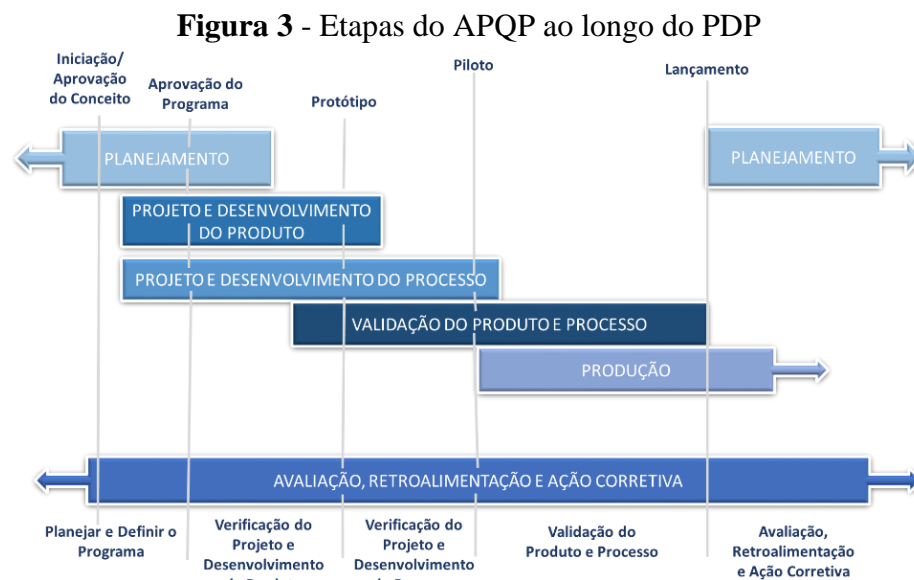 Figura 3 - Etapas do APQP ao longo do PDP
Iniciação/
Aprovação
do Conceito
Aprovação do
Programa
Protótipo
Piloto
Lançamento
PLANEJAMENTO
PLANEJAMENTO
PROJETO E DESENVOLVIMENTO
DO PRODUTO
PROJETO E DESENVOLVIMENTO DO PROCESSO
VALIDAÇÃO DO PRODUTO E PROCESSO
PRODUÇÃO
AVALIAÇÃO, RETROALIMENTAÇÃO E AÇÃO CORRETIVA
Planejar e Definir o
Programa
Verificação do
Projeto e
Desenvolvimento
Verificação do
Projeto e
Desenvolvimento
Validação do
Produto e Processo
Avaliação,
Retroalimentação
e Ação Corretiva